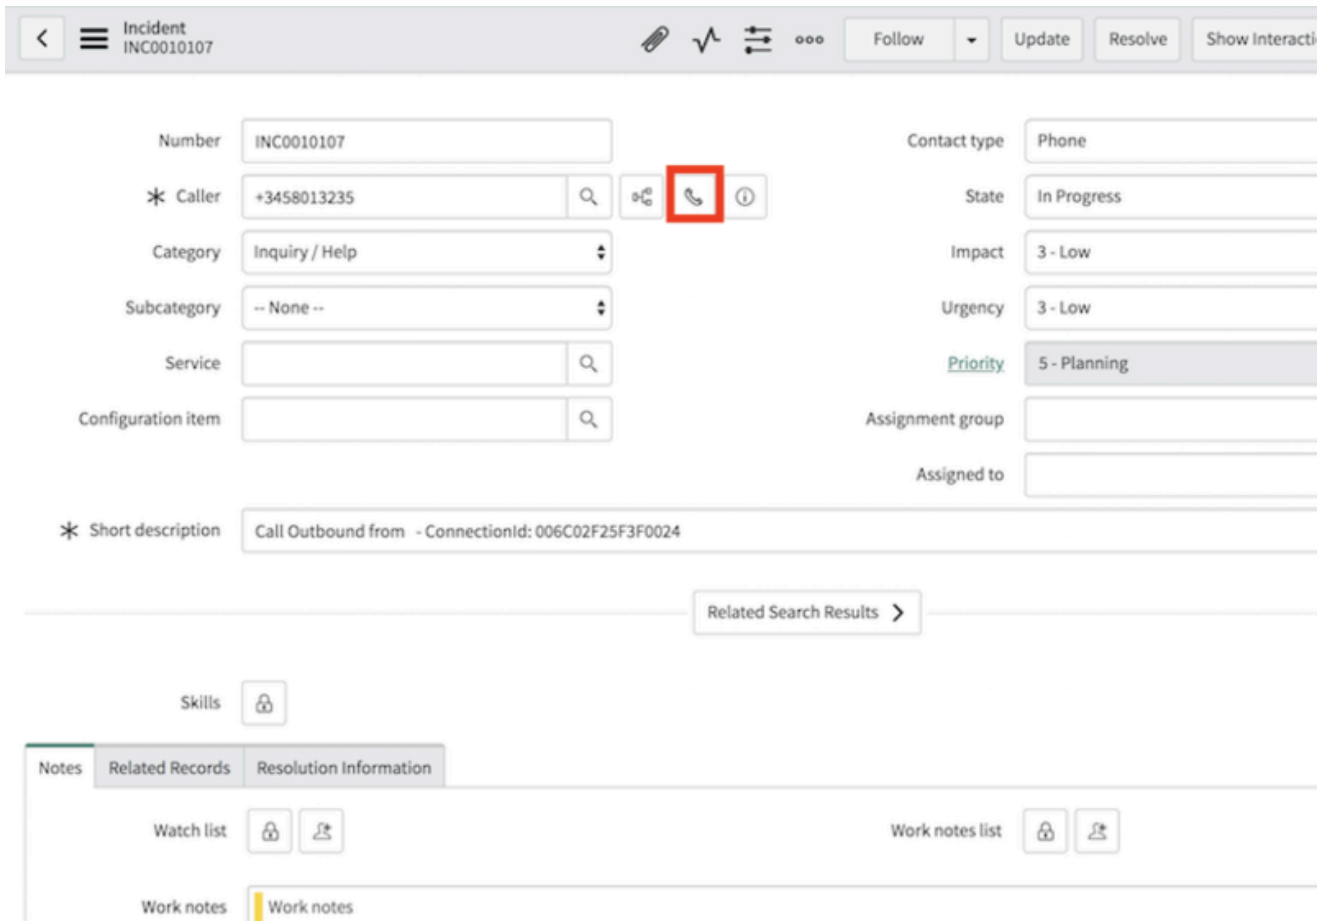 Incident
INC0010107
Follow
Update
Resolve
Show Interacti
Number
INC0010107
Contact type
Phone
Caller
+3458013235
State
In Progress
Category
Inquiry / Help
Impact
3 - Low
Subcategory
-- None --
Urgency
3 - Low
Service
Priority
5 - Planning
Configuration item
Assignment group
Assigned to
Short description
Call Outbound from - ConnectionId: 006C02F25F3F0024
Related Search Results
Skills
Notes
Related Records
Resolution Information
Watch list
Work notes list
Work notes
Work notes